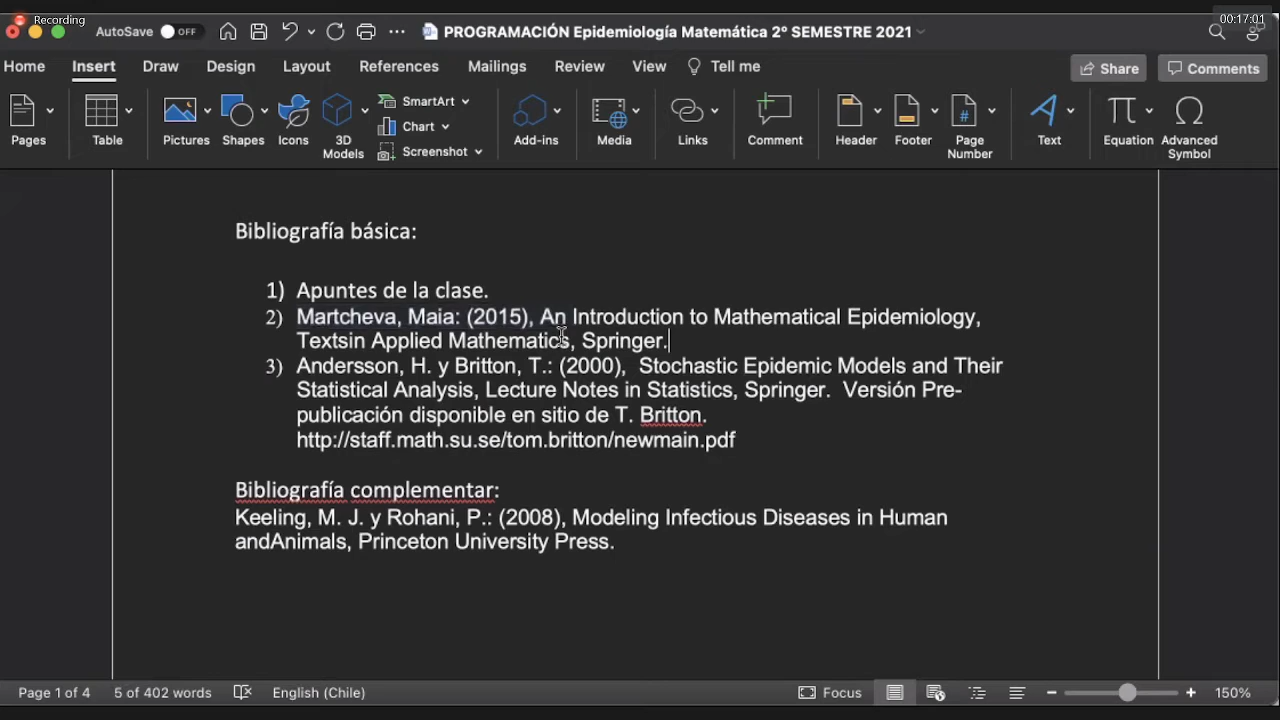 Recording
00:17:01
AutoSave OFF
PROGRAMACIÓN Epidemiología Matemática 2º SEMESTRE 2021
Home Insert Draw Design Layout References Mailings Review View Tell me Share Comments
Pages Table Pictures Shapes Icons 3D Models SmartArt Chart Screenshot Add-ins Media Links Comment Header Footer Page Number Text Equation Advanced Symbol
Bibliografía básica:
1) Apuntes de la clase.
2) Martcheva, Maia: (2015), An Introduction to Mathematical Epidemiology,
Textsin Applied Mathematics, Springer.
3) Andersson, H. y Britton, T.: (2000), Stochastic Epidemic Models and Their
Statistical Analysis, Lecture Notes in Statistics, Springer. Versión Pre-
publicación disponible en sitio de T. Britton.
http://staff.math.su.se/tom.britton/newmain.pdf
Bibliografía complementar:
Keeling, M. J. y Rohani, P.: (2008), Modeling Infectious Diseases in Human
andAnimals, Princeton University Press.
Page 1 of 4 5 of 402 words English (Chile) Focus 150%